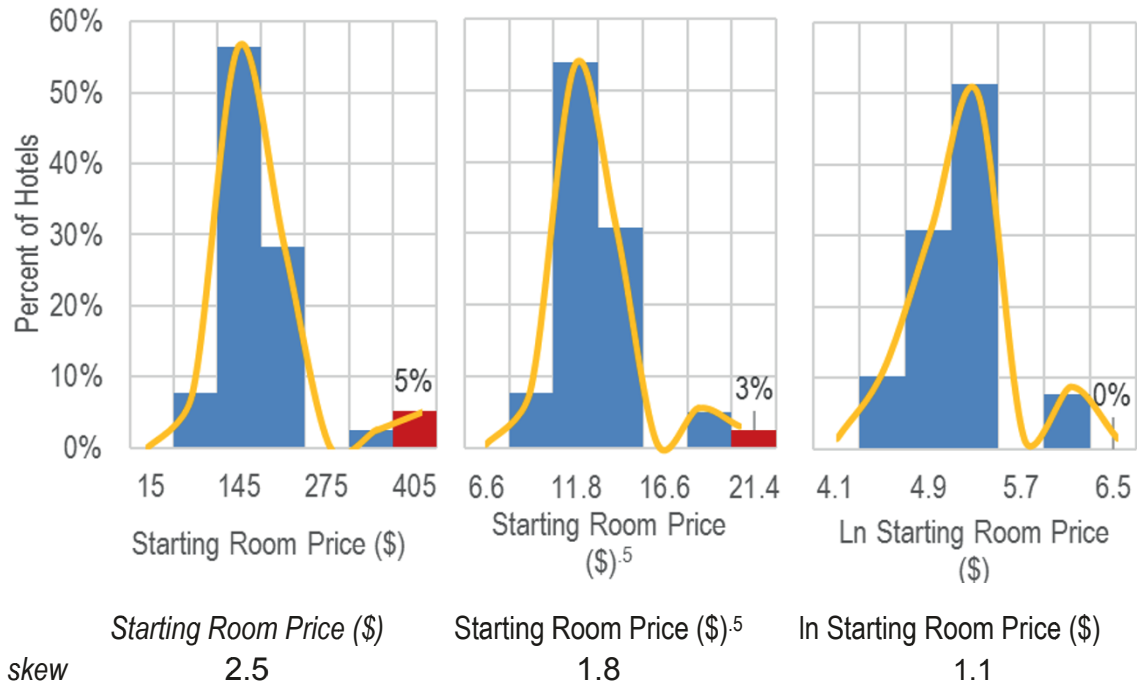 60%
50%
40%
30%
20%
10%
0%
Percent of Hotels
5%
15 145 275 405
Starting Room Price ($)
3%
6.6 11.8 16.6 21.4
Starting Room Price
($).5
0%
4.1 4.9 5.7 6.5
Ln Starting Room Price
($)
Starting Room Price ($) Starting Room Price ($).5 ln Starting Room Price ($)
skew 2.5 1.8 1.1